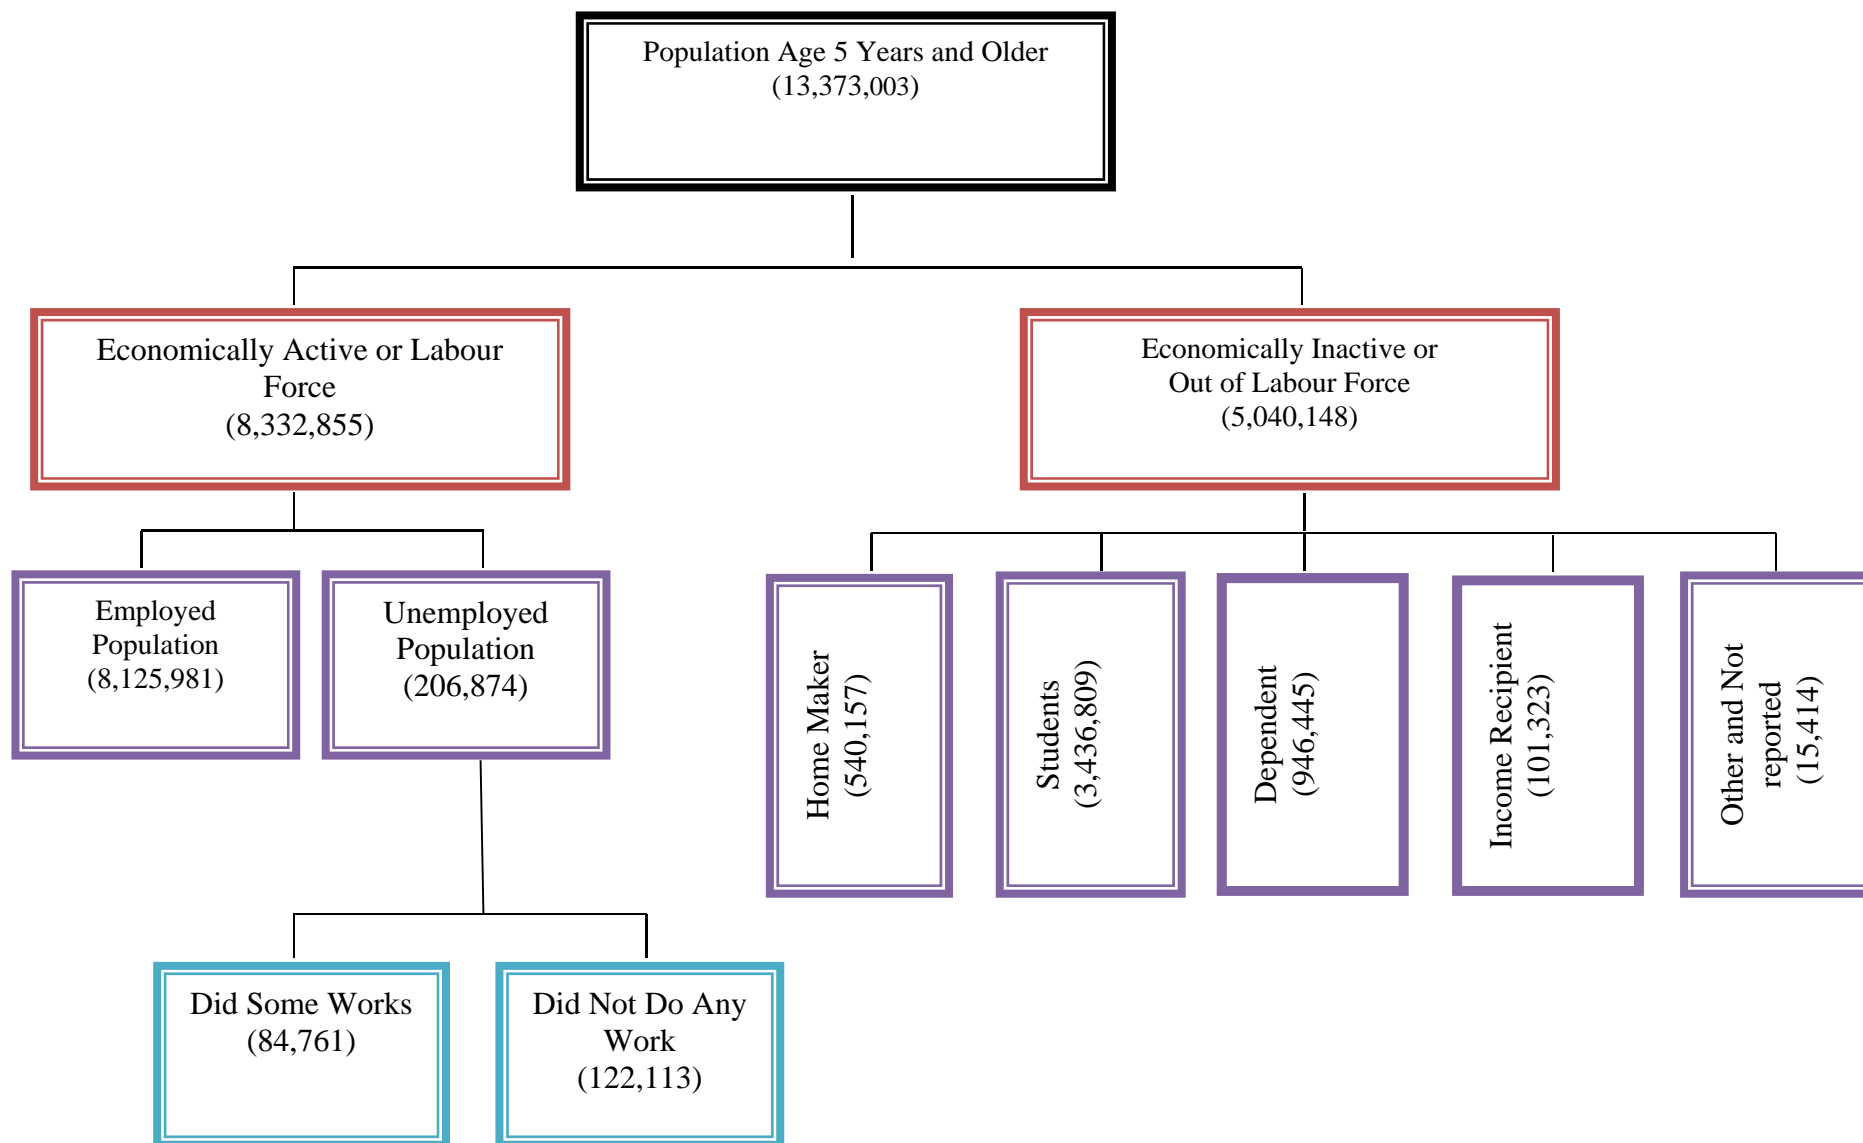 Population Age 5 Years and Older
(13,373,003)
Economically Active or Labour
Force
(8,332,855)
Economically Inactive or
Out of Labour Force
(5,040,148)
Employed
Population
(8,125,981)
Unemployed
Population
(206,874)
Home Maker
(540,157)
Students
(3,436,809)
Dependent
(946,445)
Income Recipient
(101,323)
Other and Not
reported
(15,414)
Did Some Works
(84,761)
Did Not Do Any
Work
(122,113)